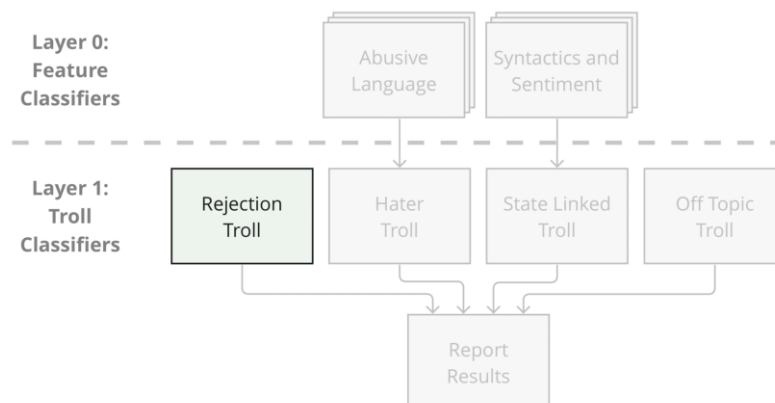 Layer 0:
Feature
Classifiers
Abusive
Language
Syntactics and
Sentiment
Layer 1:
Troll
Classifiers
Rejection
Troll
Hater
Troll
State Linked
Troll
Off Topic
Troll
Report
Results